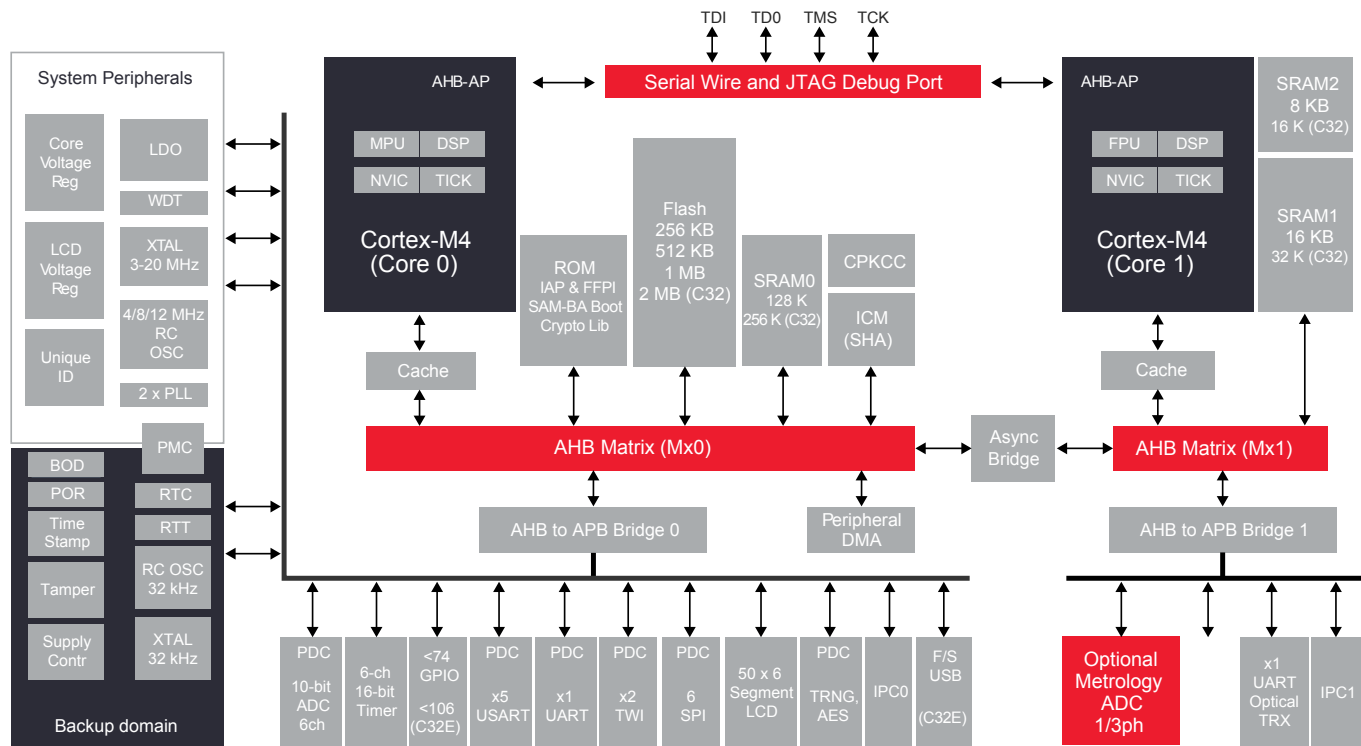 TDI
TD0
TMS
TCK
System Peripherals
Core
Voltage
Reg
LDO
WDT
LCD
Voltage
Reg
XTAL
3-20 MHz
4/8/12 MHz
RC
OSC
Unique
ID
2 x PLL
PMC
BOD
POR
RTC
Time
Stamp
RTT
Tamper
RC OSC
32 kHz
Supply
Contr
XTAL
32 kHz
Backup domain
AHB-AP
MPU
DSP
NVIC
TICK
Cortex-M4
(Core 0)
Serial Wire and JTAG Debug Port
AHB-AP
FPU
DSP
NVIC
TICK
Cortex-M4
(Core 1)
SRAM2
8 KB
16 K (C32)
SRAM1
16 KB
32 K (C32)
Cache
ROM
IAP & FFPI
SAM-BA Boot
Crypto Lib
Flash
256 KB
512 KB
1 MB
2 MB (C32)
SRAM0
128 K
256 K (C32)
CPKCC
ICM
(SHA)
Cache
AHB Matrix (Mx0)
Async
Bridge
AHB Matrix (Mx1)
AHB to APB Bridge 0
Peripheral
DMA
AHB to APB Bridge 1
PDC
10-bit
ADC
6ch
6-ch
16-bit
Timer
<74
GPIO
<106
(C32E)
PDC
x5
USART
PDC
x1
UART
PDC
x2
TWI
PDC
6
SPI
50 x 6
Segment
LCD
PDC
TRNG,
AES
IPC0
F/S
USB
(C32E)
Optional
Metrology
ADC
1/3ph
x1
UART
Optical
TRX
IPC1